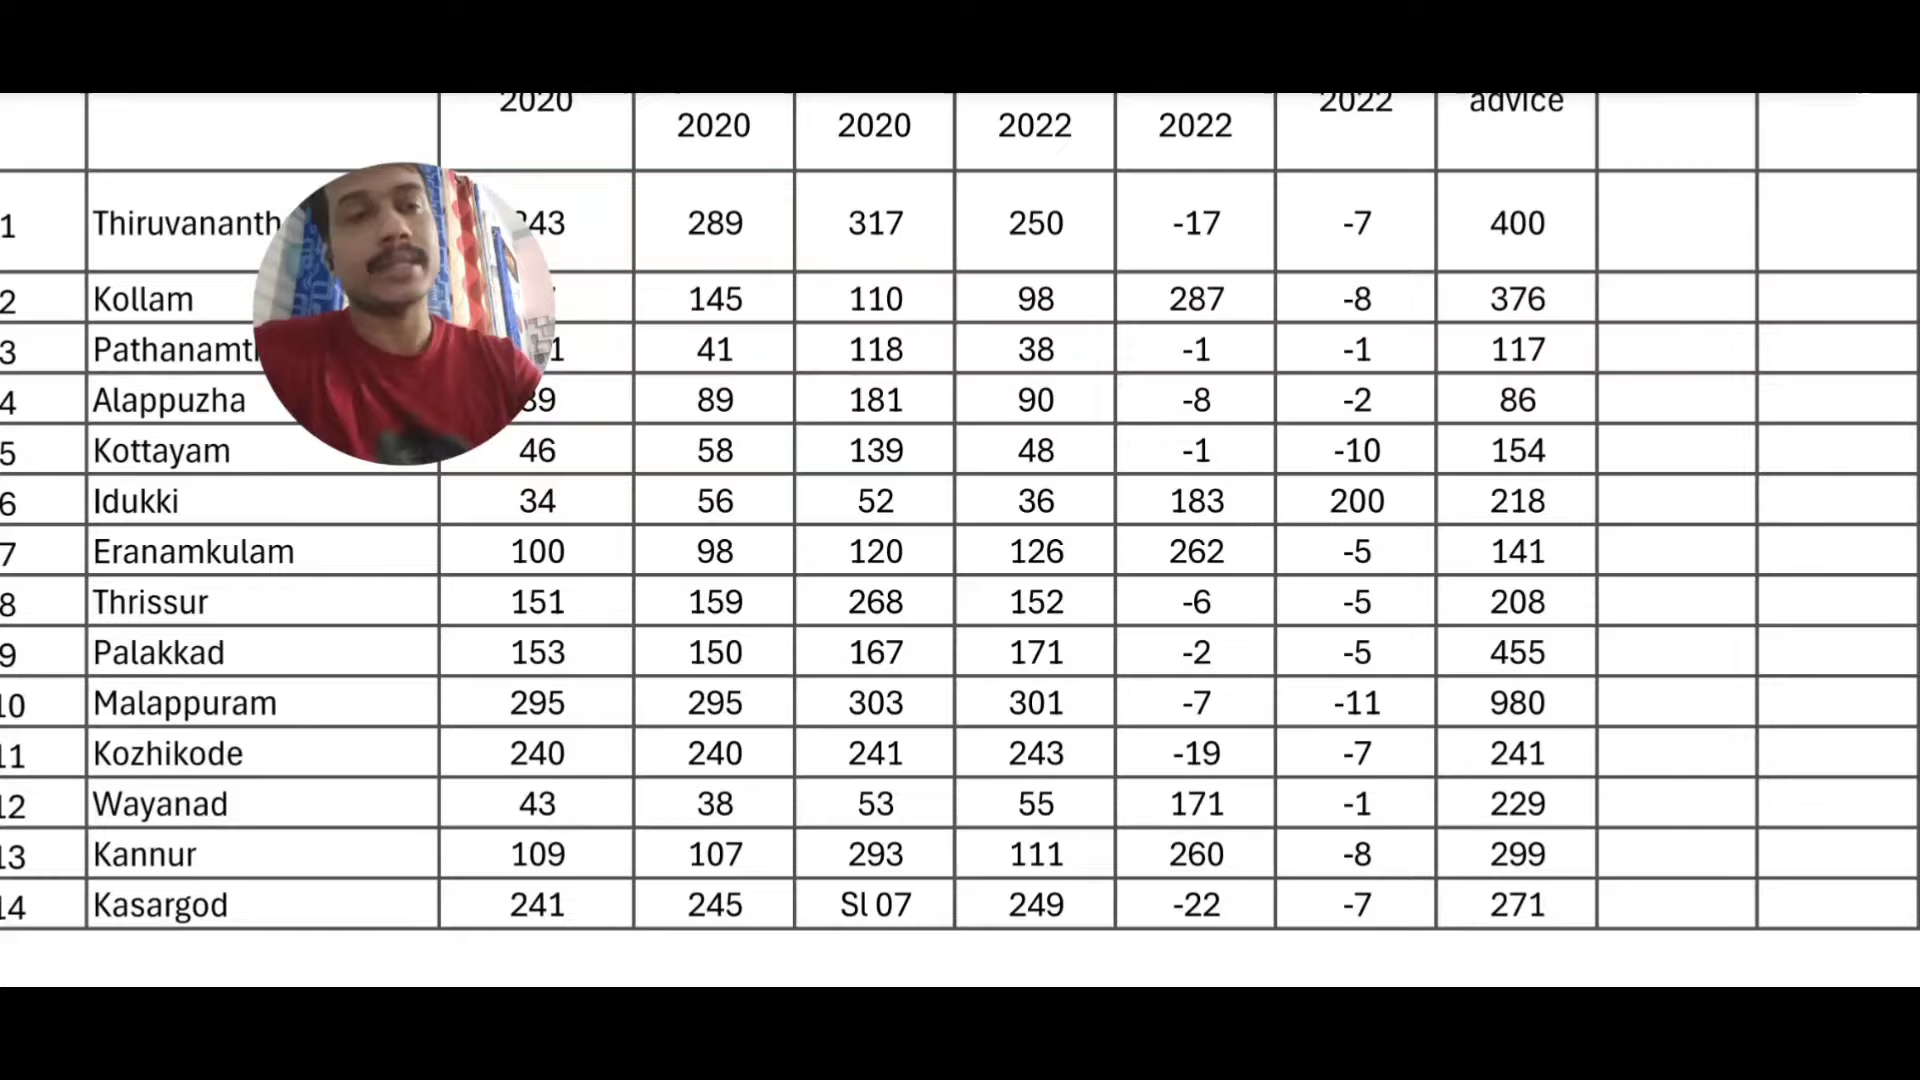 2020 2022 advice
2020 2020 2022 2022
1 Thiruvananth 289 317 250 -17 -7 400
2 Kollam 145 110 98 287 -8 376
3 41 118 38 -1 -1 117
4 Alappuzha 89 181 90 -8 -2 86
5 Kottayam 46 58 139 48 -1 -10 154
6 Idukki 34 56 52 36 183 200 218
7 Eranamkulam 100 98 120 126 262 -5 141
8 Thrissur 151 159 268 152 -6 -5 208
9 Palakkad 153 150 167 171 -2 -5 455
10 Malappuram 295 295 303 301 -7 -11 980
11 Kozhikode 240 240 241 243 -19 -7 241
12 Wayanad 43 38 53 55 171 -1 229
13 Kannur 109 107 293 111 260 -8 299
14 Kasargod 241 245 Sl 07 249 -22 -7 271